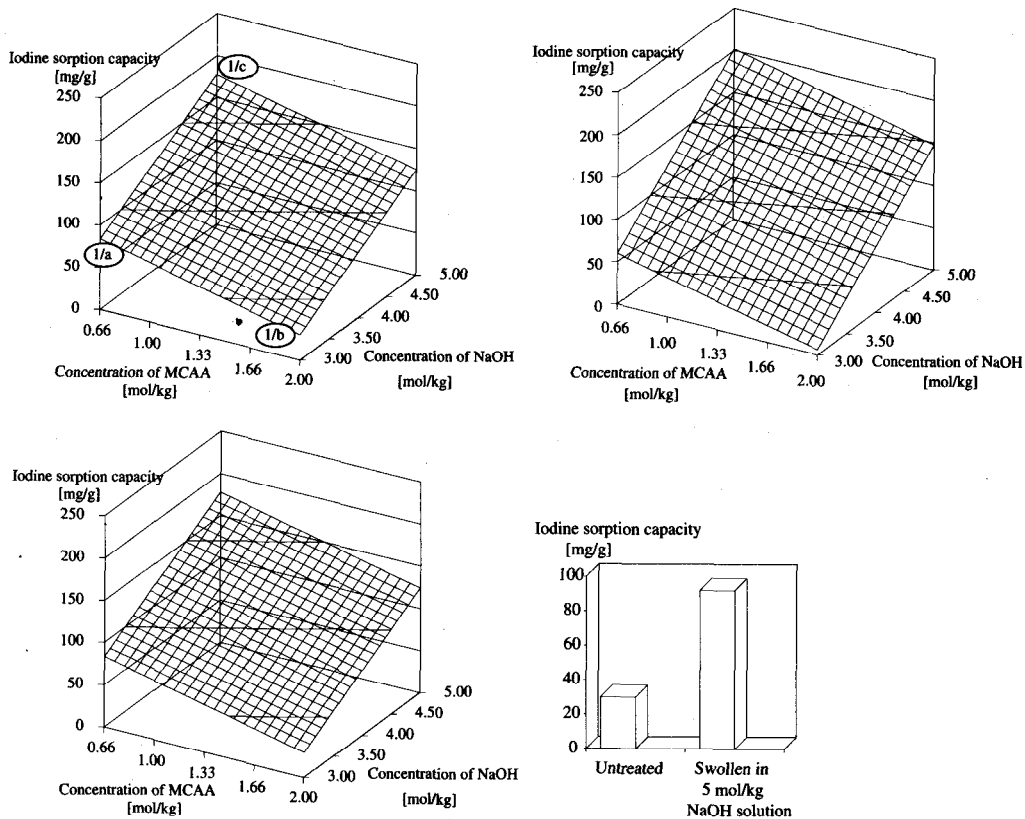 Iodine sorption capacity
[mg/g]
250
200
150
100
50
0
1/c
1/a
1/b
0.66
1.00
1.33
1.66
2.00
Concentration of MCAA
[mol/kg]
3.00
3.50
4.00
4.50
5.00
Concentration of NaOH
[mol/kg]
Iodine sorption capacity
[mg/g]
250
200
150
100
50
0
0.66
1.00
1.33
1.66
2.00
Concentration of MCAA
[mol/kg]
3.00
3.50
4.00
4.50
5.00
Concentration of NaOH
[mol/kg]
Iodine sorption capacity
[mg/g]
250
200
150
100
50
0
0.66
1.00
1.33
1.66
2.00
Concentration of MCAA
[mol/kg]
3.00
3.50
4.00
4.50
5.00
Concentration of NaOH
[mol/kg]
Iodine sorption capacity
[mg/g]
100
80
60
40
20
0
Untreated
Swollen in
5 mol/kg
NaOH solution